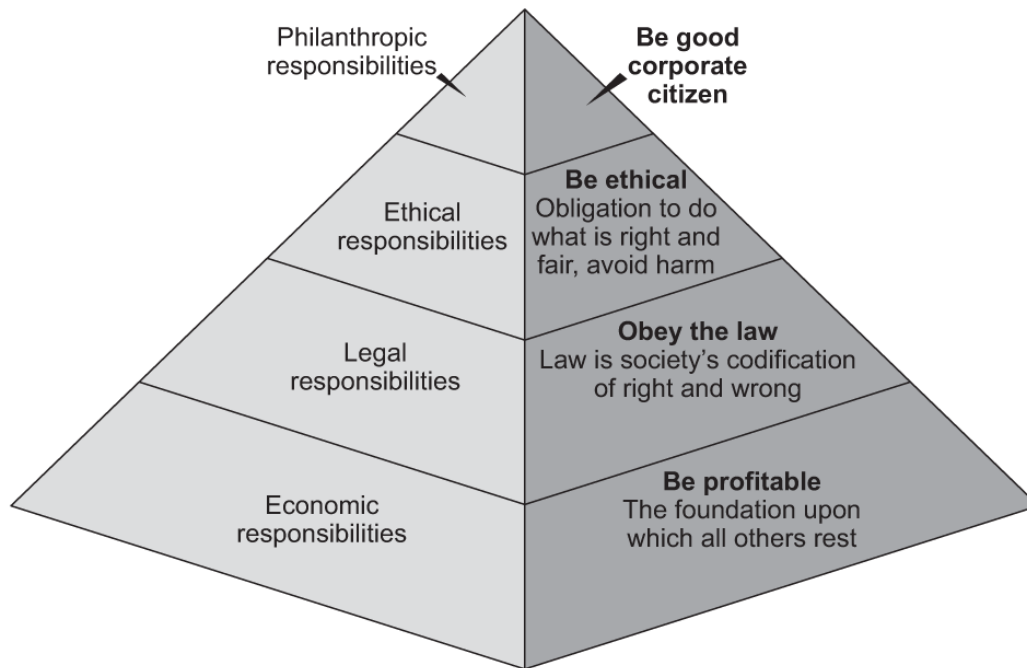 Philanthropic
responsibilities
Be good
corporate
citizen
Ethical
responsibilities
Be ethical
Obligation to do
what is right and
fair, avoid harm
Legal
responsibilities
Obey the law
Law is society’s codification
of right and wrong
Economic
responsibilities
Be profitable
The foundation upon
which all others rest